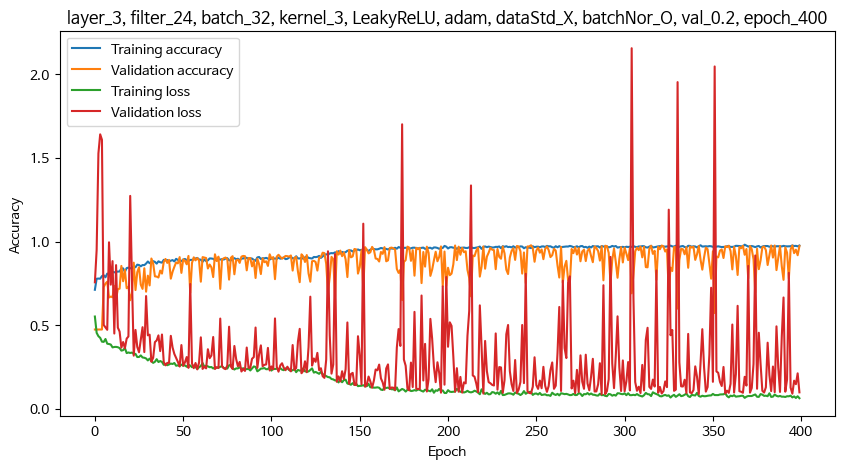 layer_3, filter_24, batch_32, kernel_3, LeakyReLU, adam, dataStd_X, batchNor_O, val_0.2, epoch_400
Training accuracy
Validation accuracy
Training loss
Validation loss
2.0
1.5
1.0
0.5
0.0
Accuracy
0
50
100
150
200
250
300
350
400
Epoch